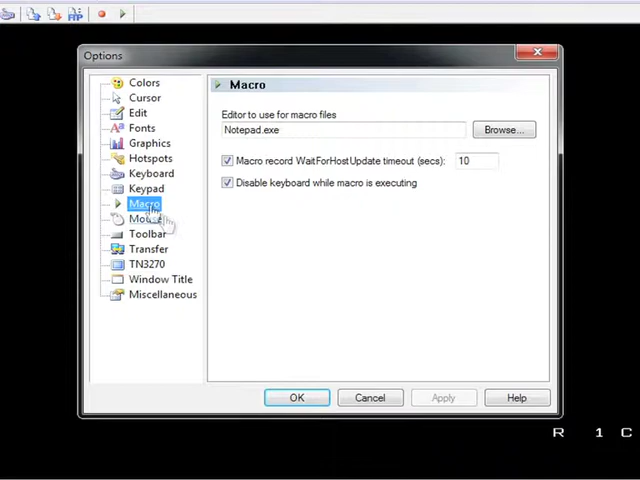 FTP
Options
Colors
Cursor
Edit
Fonts
Graphics
Hotspots
Keyboard
Keypad
Macro
Mouse
Toolbar
Transfer
TN3270
Window Title
Miscellaneous
Macro
Editor to use for macro files
Notepad.exe
Browse...
Macro record WaitForHostUpdate timeout (secs): 10
Disable keyboard while macro is executing
OK Cancel Apply Help
R 1 C